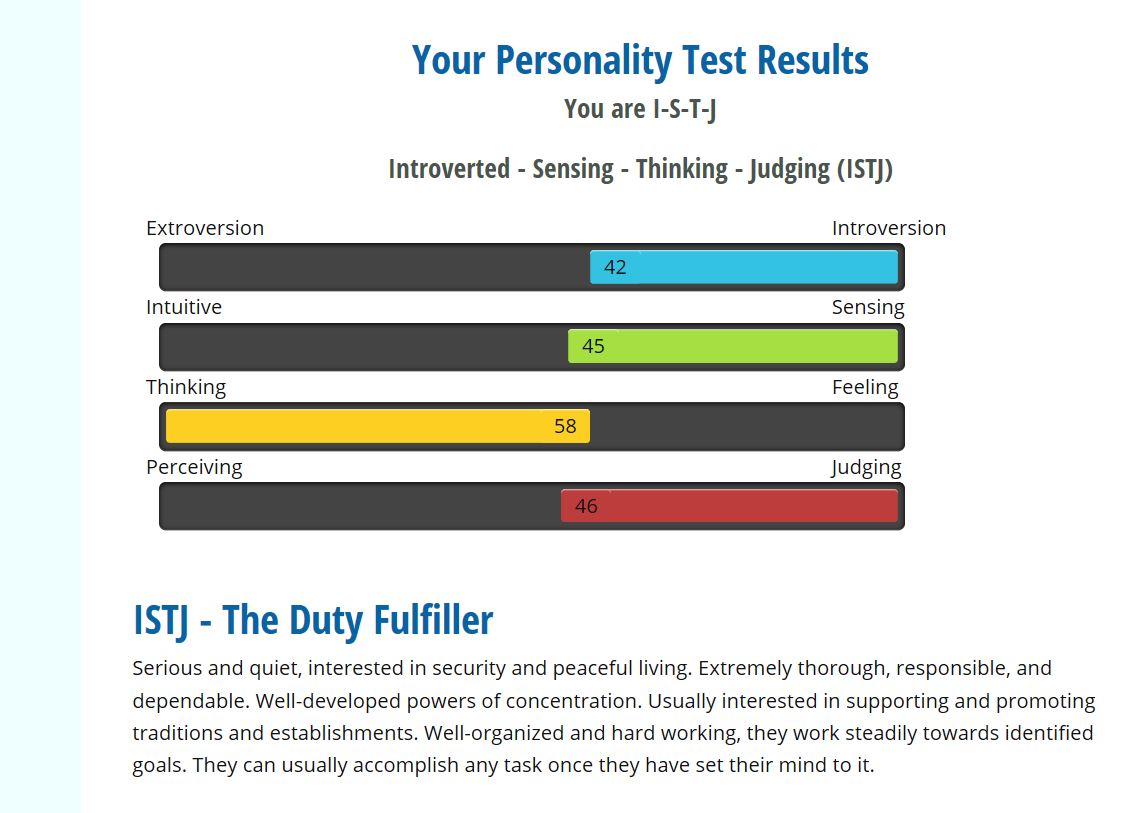 Your Personality Test Results
You are I-S-T-J
Introverted - Sensing - Thinking - Judging (ISTJ)
Extroversion Introversion
42
Intuitive Sensing
45
Thinking Feeling
58
Perceiving Judging
46
ISTJ - The Duty Fulfiller
Serious and quiet, interested in security and peaceful living. Extremely thorough, responsible, and
dependable. Well-developed powers of concentration. Usually interested in supporting and promoting
traditions and establishments. Well-organized and hard working, they work steadily towards identified
goals. They can usually accomplish any task once they have set their mind to it.